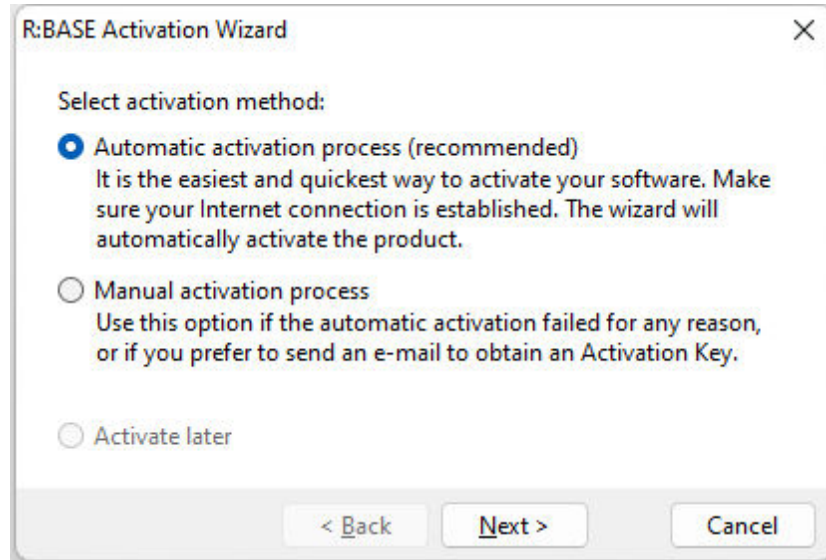 R:BASE Activation Wizard
Select activation method:
Automatic activation process (recommended)
It is the easiest and quickest way to activate your software. Make
sure your Internet connection is established. The wizard will
automatically activate the product.
Manual activation process
Use this option if the automatic activation failed for any reason,
or if you prefer to send an e-mail to obtain an Activation Key.
Activate later
< Back Next > Cancel